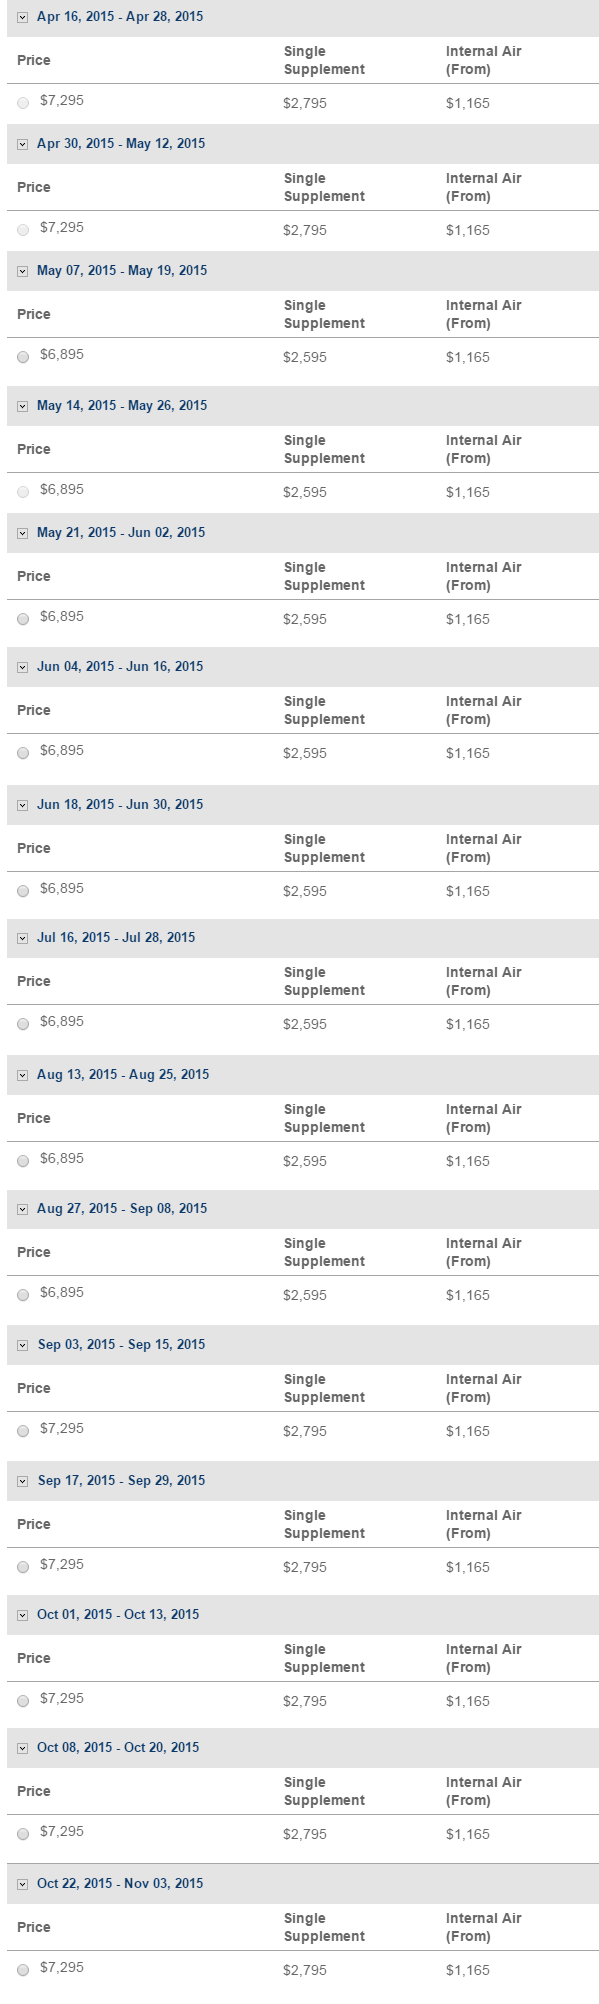 Apr 16, 2015 - Apr 28, 2015
Price Single Supplement Internal Air (From)
$7,295 $2,795 $1,165
Apr 30, 2015 - May 12, 2015
Price Single Supplement Internal Air (From)
$7,295 $2,795 $1,165
May 07, 2015 - May 19, 2015
Price Single Supplement Internal Air (From)
$6,895 $2,595 $1,165
May 14, 2015 - May 26, 2015
Price Single Supplement Internal Air (From)
$6,895 $2,595 $1,165
May 21, 2015 - Jun 02, 2015
Price Single Supplement Internal Air (From)
$6,895 $2,595 $1,165
Jun 04, 2015 - Jun 16, 2015
Price Single Supplement Internal Air (From)
$6,895 $2,595 $1,165
Jun 18, 2015 - Jun 30, 2015
Price Single Supplement Internal Air (From)
$6,895 $2,595 $1,165
Jul 16, 2015 - Jul 28, 2015
Price Single Supplement Internal Air (From)
$6,895 $2,595 $1,165
Aug 13, 2015 - Aug 25, 2015
Price Single Supplement Internal Air (From)
$6,895 $2,595 $1,165
Aug 27, 2015 - Sep 08, 2015
Price Single Supplement Internal Air (From)
$6,895 $2,595 $1,165
Sep 03, 2015 - Sep 15, 2015
Price Single Supplement Internal Air (From)
$7,295 $2,795 $1,165
Sep 17, 2015 - Sep 29, 2015
Price Single Supplement Internal Air (From)
$7,295 $2,795 $1,165
Oct 01, 2015 - Oct 13, 2015
Price Single Supplement Internal Air (From)
$7,295 $2,795 $1,165
Oct 08, 2015 - Oct 20, 2015
Price Single Supplement Internal Air (From)
$7,295 $2,795 $1,165
Oct 22, 2015 - Nov 03, 2015
Price Single Supplement Internal Air (From)
$7,295 $2,795 $1,165